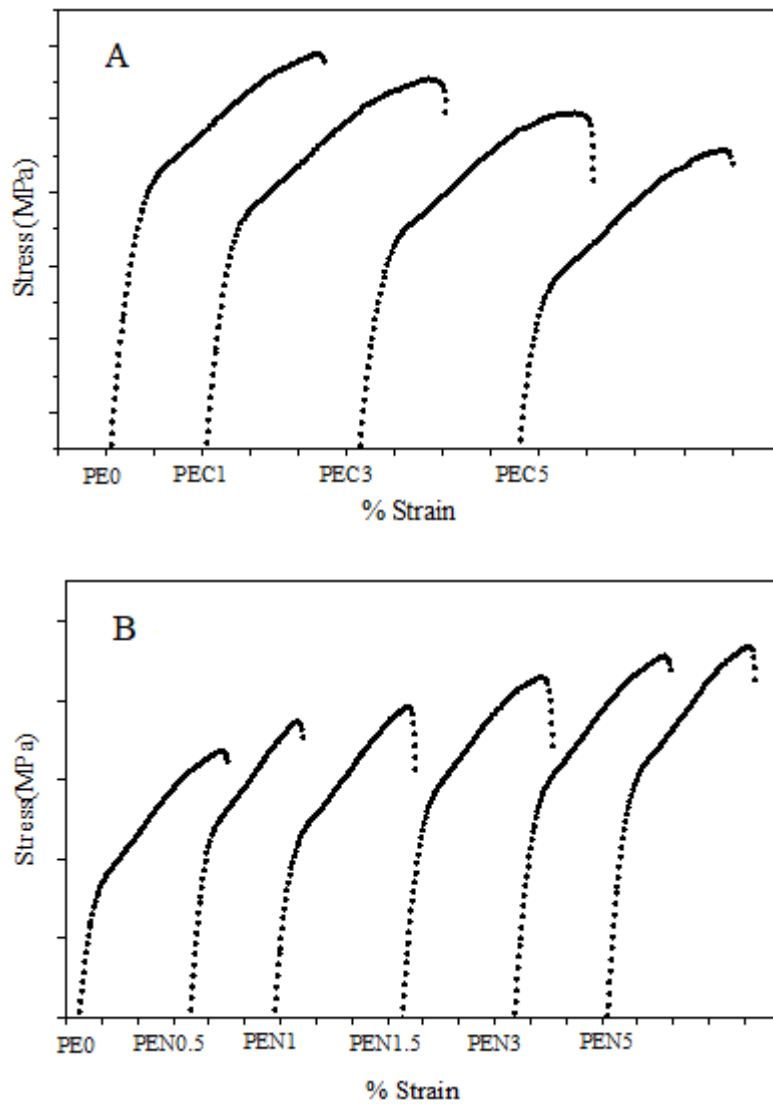 A
Stress (MPa)
PE0 PEC1 PEC3 PEC5
% Strain
B
Stress(MPa)
PE0 PEN0.5 PEN1 PEN1.5 PEN3 PEN5
% Strain